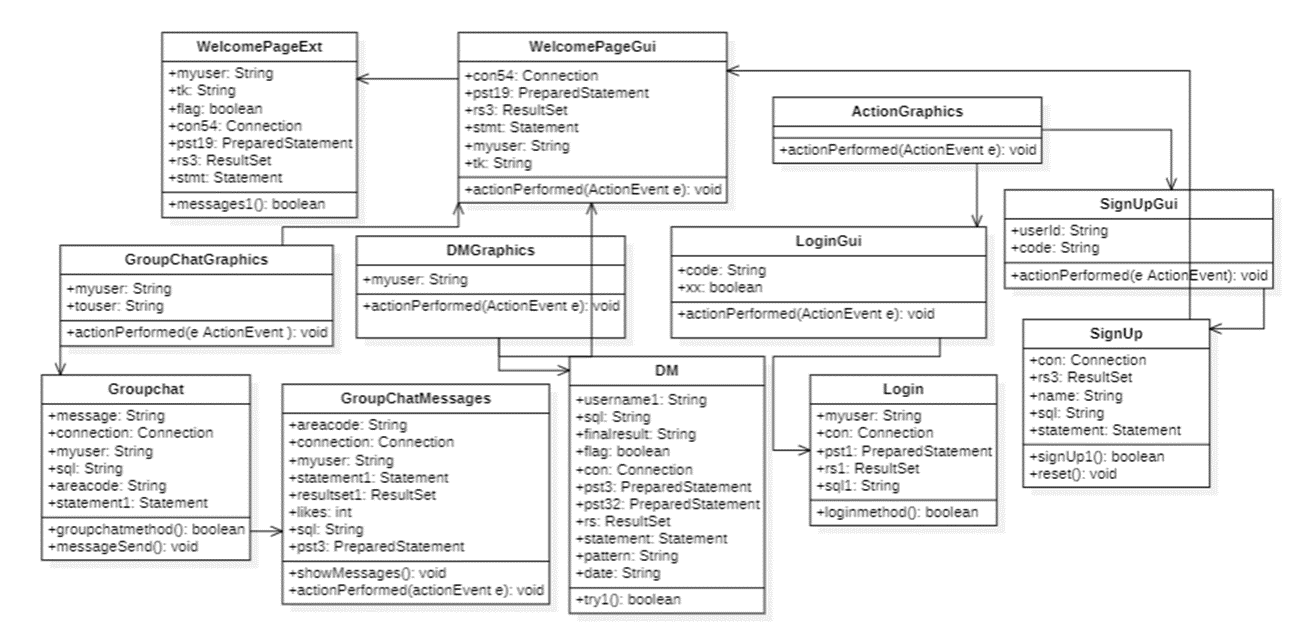 WelcomePageExt
+myuser: String
+tk: String
+flag: boolean
+con54: Connection
+pst19: PreparedStatement
+rs3: ResultSet
+stmt: Statement
+messages1(): boolean
WelcomePageGui
+con54: Connection
+pst19: PreparedStatement
+rs3: ResultSet
+stmt: Statement
+myuser: String
+tk: String
+actionPerformed(ActionEvent e): void
ActionGraphics
+actionPerformed(ActionEvent e): void
SignUpGui
+userId: String
+code: String
+actionPerformed(e ActionEvent): void
GroupChatGraphics
+myuser: String
+touser: String
+actionPerformed(e ActionEvent ): void
DMGraphics
+myuser: String
+actionPerformed(ActionEvent e): void
LoginGui
+code: String
+xx: boolean
+actionPerformed(ActionEvent e): void
SignUp
+con: Connection
+rs3: ResultSet
+name: String
+sql: String
+statement: Statement
+signUp1(): boolean
+reset(): void
Groupchat
+message: String
+connection: Connection
+myuser: String
+sql: String
+areacode: String
+statement1: Statement
+groupchatmethod(): boolean
+messageSend(): void
GroupChatMessages
+areacode: String
+connection: Connection
+myuser: String
+statement1: Statement
+resultset1: ResultSet
+likes: int
+sql: String
+pst3: PreparedStatement
+showMessages(): void
+actionPerformed(actionEvent e): void
DM
+username1: String
+sql: String
+finalresult: String
+flag: boolean
+con: Connection
+pst3: PreparedStatement
+pst32: PreparedStatement
+rs: ResultSet
+statement: Statement
+pattern: String
+date: String
+try1(): boolean
Login
+myuser: String
+con: Connection
+pst1: PreparedStatement
+rs1: ResultSet
+sql1: String
+loginmethod(): boolean